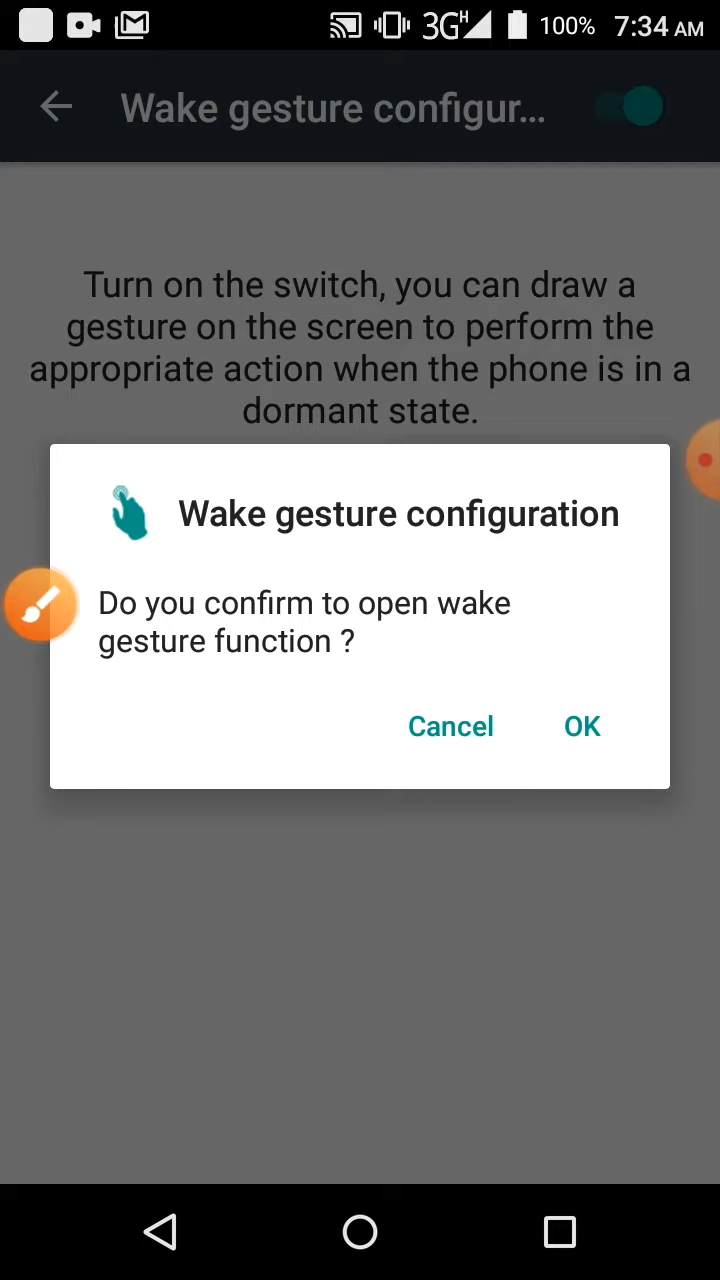 3G H 100% 7:34 AM
Wake gesture configur...
Turn on the switch, you can draw a
gesture on the screen to perform the
appropriate action when the phone is in a
dormant state.
Wake gesture configuration
Do you confirm to open wake
gesture function ?
Cancel OK